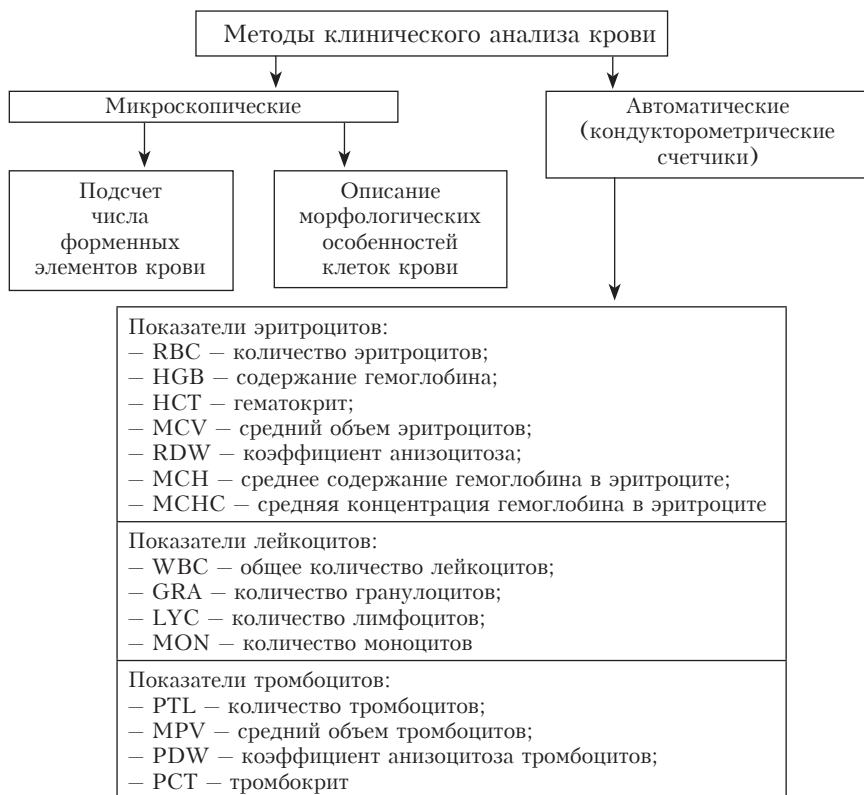 Методы клинического анализа крови
Микроскопические
Автоматические
(кондукторометрические
счетчики)
Подсчет
числа
форменных
элементов крови
Описание
морфологических
особенностей
клеток крови
Показатели эритроцитов:
– RBC – количество эритроцитов;
– HGB – содержание гемоглобина;
– HCT – гематокрит;
– MCV – средний объем эритроцитов;
– RDW – коэффициент анизоцитоза;
– MCH – среднее содержание гемоглобина в эритроците;
– MCHC – средняя концентрация гемоглобина в эритроците
Показатели лейкоцитов:
– WBC – общее количество лейкоцитов;
– GRA – количество гранулоцитов;
– LYC – количество лимфоцитов;
– MON – количество моноцитов
Показатели тромбоцитов:
– PTL – количество тромбоцитов;
– MPV – средний объем тромбоцитов;
– PDW – коэффициент анизоцитоза тромбоцитов;
– PCT – тромбокрит